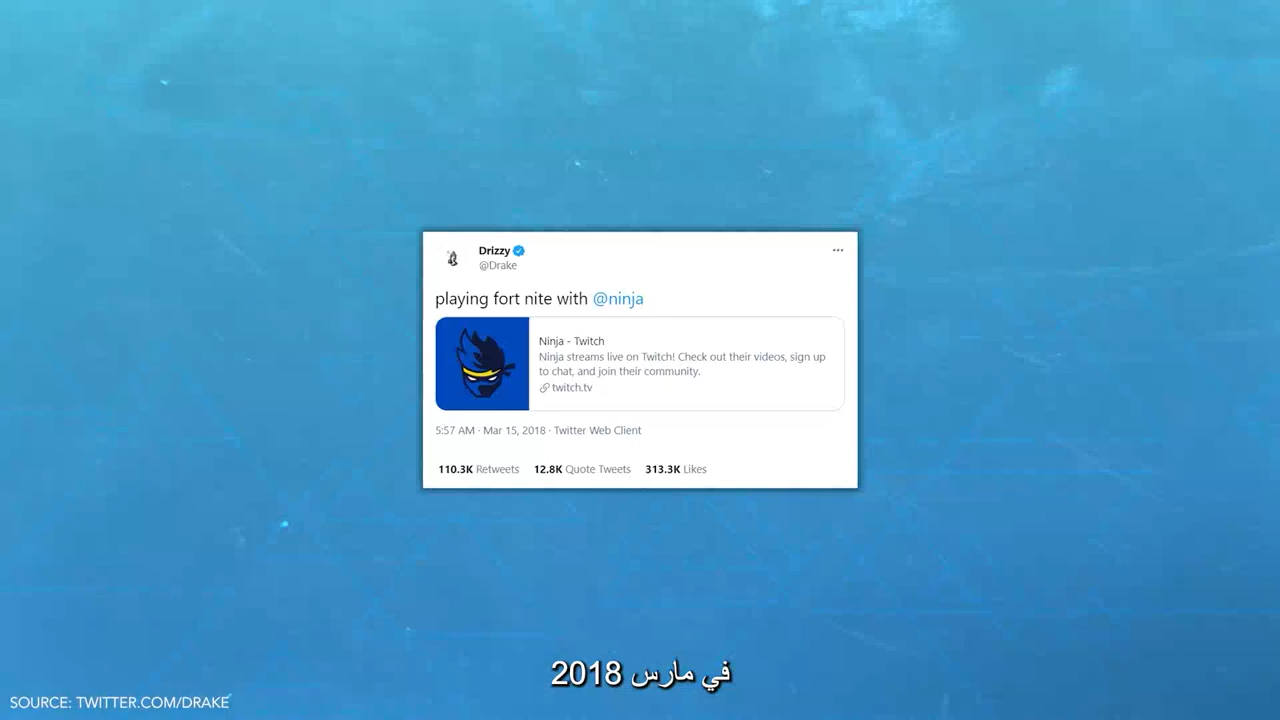 Drizzy
@Drake
playing fort nite with @ninja
Ninja - Twitch
Ninja streams live on Twitch! Check out their videos, sign up
to chat, and join their community.
twitch.tv
5:57 AM · Mar 15, 2018 · Twitter Web Client
110.3K Retweets 12.8K Quote Tweets 313.3K Likes
في مارس 2018
SOURCE: TWITTER.COM/DRAKE